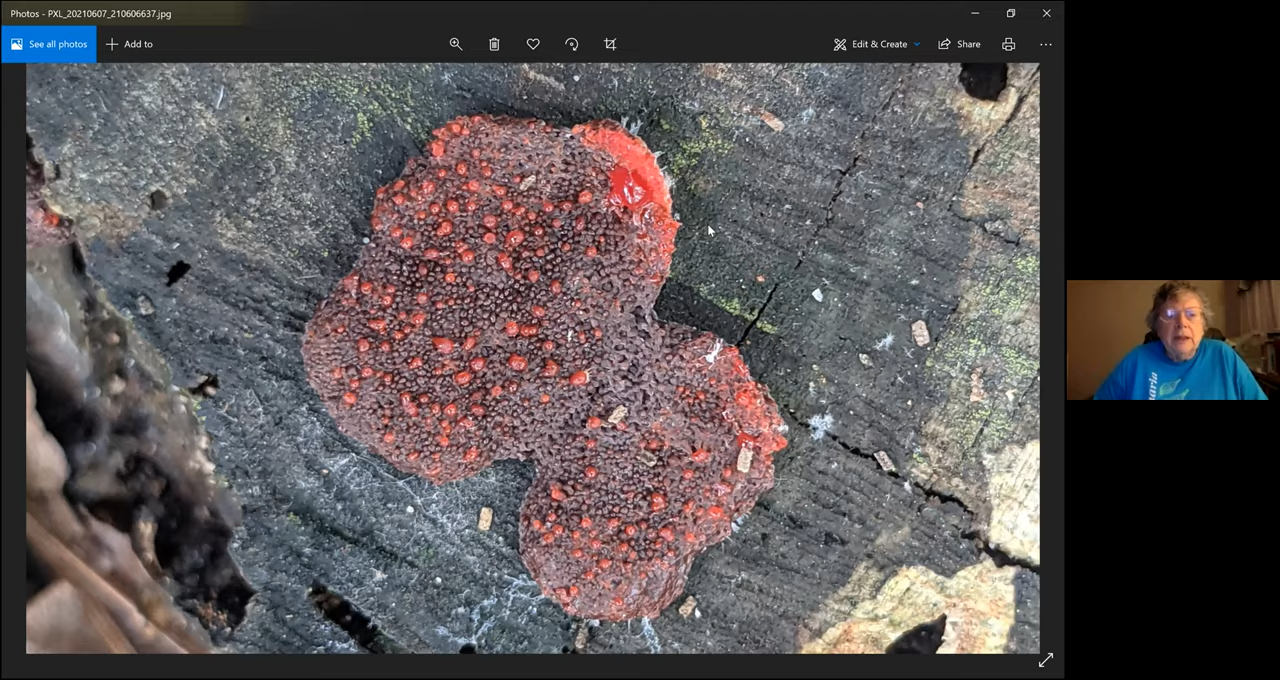 Photos - PXL_20210607_210606637.jpg
See all photos
Add to
Edit & Create
Share